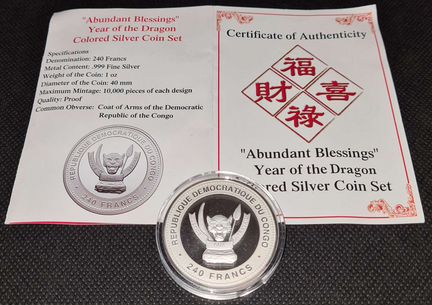 "Abundant Blessings"
Year of the Dragon
Colored Silver Coin Set
Specifications
Denomination: 240 Francs
Metal Content: .999 Fine Silver
Weight of the Coin: 1 oz
Diameter of the Coin: 40 mm
Maximum Mintage: 10,000 pieces of each design
Quality: Proof
Common Obverse: Coat of Arms of the Democratic
Republic of the Congo
REPUBLIQUE DEMOCRATIQUE DU CONGO
240 FRANCS
Certificate of Authenticity
福
財 喜
祿
"Abundant Blessings"
Year of the Dragon
Colored Silver Coin Set
REPUBLIQUE DEMOCRATIQUE DU CONGO
240 FRANCS